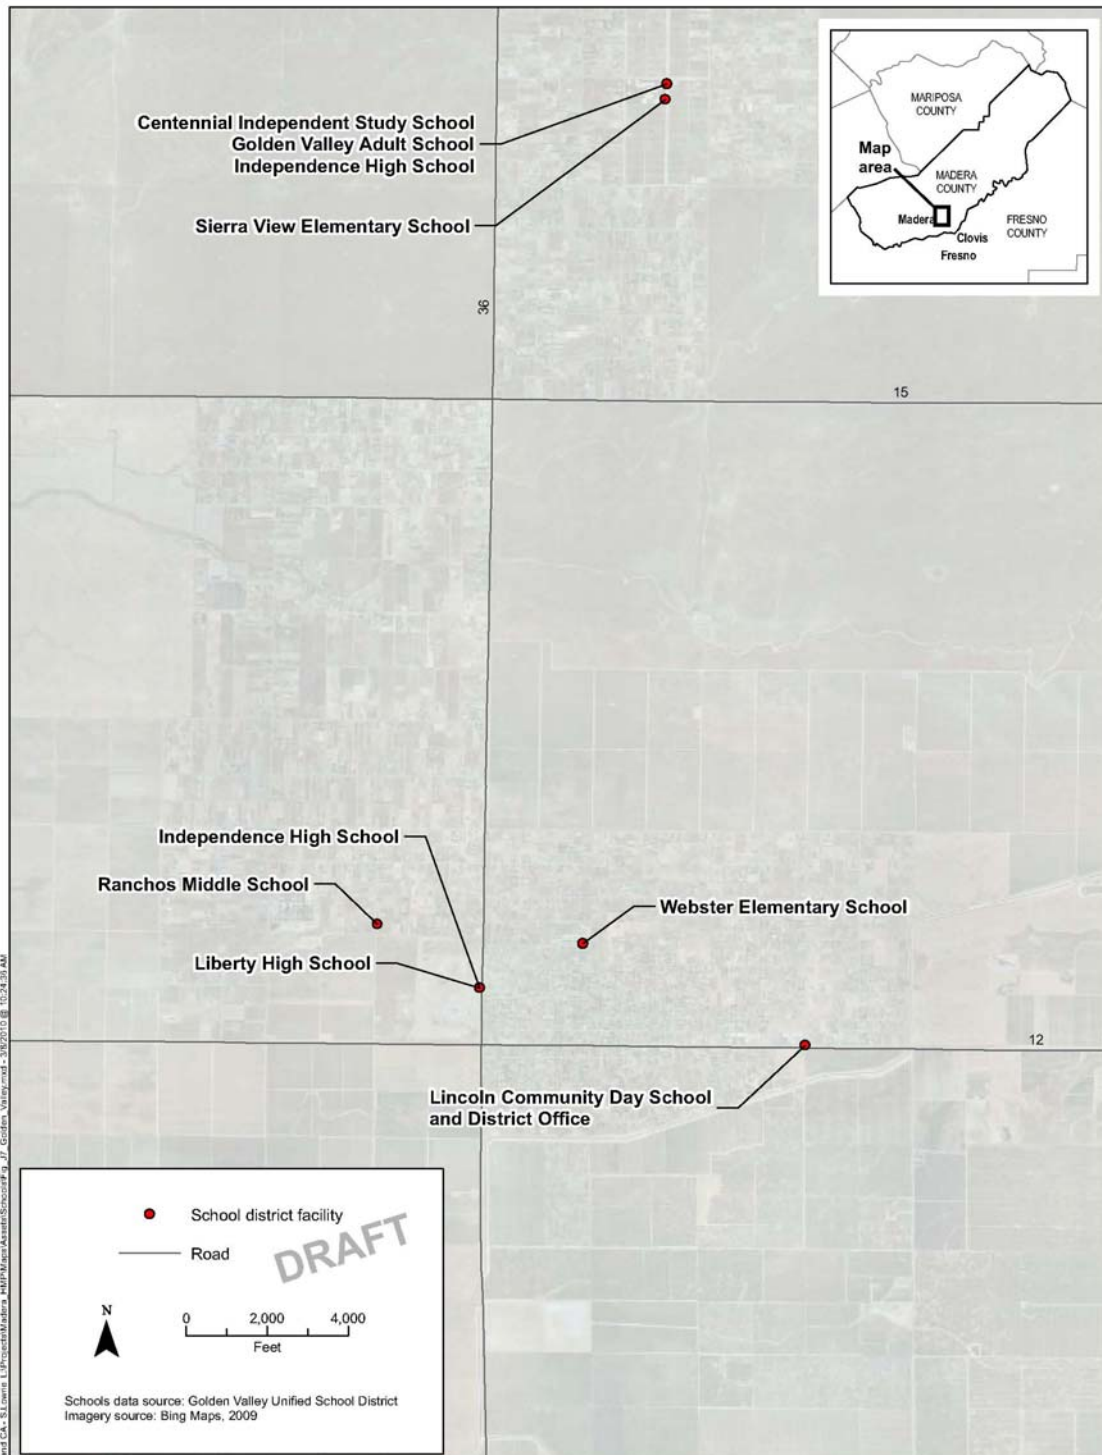 Centennial Independent Study School
Golden Valley Adult School
Independence High School
Sierra View Elementary School
MARIPOSA
COUNTY
Map
area
MADERA
COUNTY
Madera
FRESNO
COUNTY
Clovis
Fresno
36
15
Independence High School
Ranchos Middle School
Webster Elementary School
Liberty High School
12
Lincoln Community Day School
and District Office
School district facility
Road
DRAFT
N
0 2,000 4,000
Feet
Schools data source: Golden Valley Unified School District
Imagery source: Bing Maps, 2009